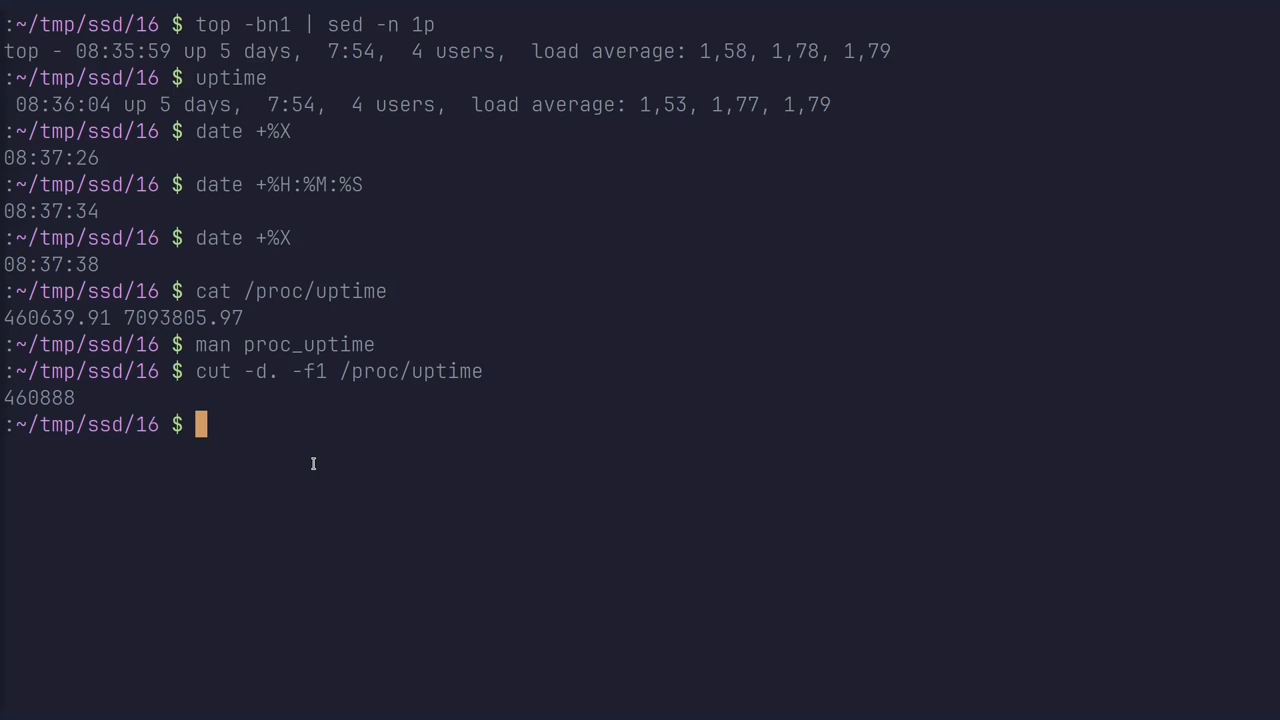 :~/tmp/ssd/16 $ top -bn1 | sed -n 1p
top - 08:35:59 up 5 days,  7:54,  4 users,  load average: 1,58, 1,78, 1,79
:~/tmp/ssd/16 $ uptime
 08:36:04 up 5 days,  7:54,  4 users,  load average: 1,53, 1,77, 1,79
:~/tmp/ssd/16 $ date +%X
08:37:26
:~/tmp/ssd/16 $ date +%H:%M:%S
08:37:34
:~/tmp/ssd/16 $ date +%X
08:37:38
:~/tmp/ssd/16 $ cat /proc/uptime
460639.91 7093805.97
:~/tmp/ssd/16 $ man proc_uptime
:~/tmp/ssd/16 $ cut -d. -f1 /proc/uptime
460888
:~/tmp/ssd/16 $